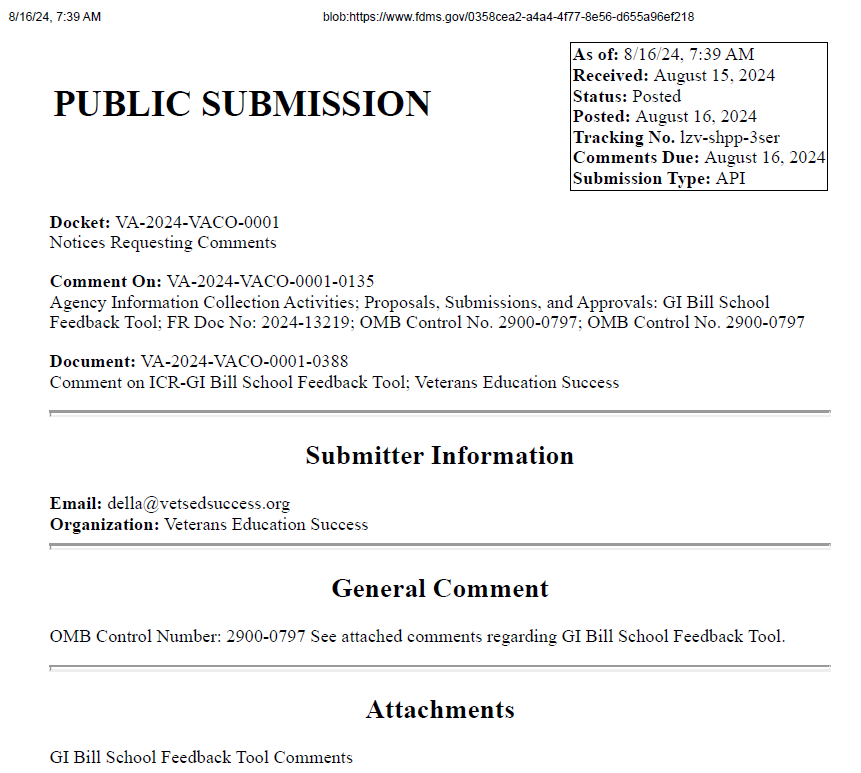 8/16/24, 7:39 AM
blob:https://www.fdms.gov/0358cea2-a4a4-4f77-8e56-d655a96ef218
PUBLIC SUBMISSION
As of: 8/16/24, 7:39 AM
Received: August 15, 2024
Status: Posted
Posted: August 16, 2024
Tracking No. lzv-shpp-3ser
Comments Due: August 16, 2024
Submission Type: API
Docket: VA-2024-VACO-0001
Notices Requesting Comments
Comment On: VA-2024-VACO-0001-0135
Agency Information Collection Activities; Proposals, Submissions, and Approvals: GI Bill School
Feedback Tool; FR Doc No: 2024-13219; OMB Control No. 2900-0797; OMB Control No. 2900-0797
Document: VA-2024-VACO-0001-0388
Comment on ICR-GI Bill School Feedback Tool; Veterans Education Success
Submitter Information
Email: della@vetsedsuccess.org
Organization: Veterans Education Success
General Comment
OMB Control Number: 2900-0797 See attached comments regarding GI Bill School Feedback Tool.
Attachments
GI Bill School Feedback Tool Comments